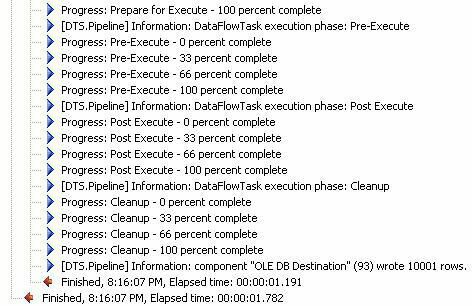 Progress: Prepare for Execute - 100 percent complete
[DTS.Pipeline] Information: DataFlowTask execution phase: Pre-Execute
Progress: Pre-Execute - 0 percent complete
Progress: Pre-Execute - 33 percent complete
Progress: Pre-Execute - 66 percent complete
Progress: Pre-Execute - 100 percent complete
[DTS.Pipeline] Information: DataFlowTask execution phase: Post Execute
Progress: Post Execute - 0 percent complete
Progress: Post Execute - 33 percent complete
Progress: Post Execute - 66 percent complete
Progress: Post Execute - 100 percent complete
[DTS.Pipeline] Information: DataFlowTask execution phase: Cleanup
Progress: Cleanup - 0 percent complete
Progress: Cleanup - 33 percent complete
Progress: Cleanup - 66 percent complete
Progress: Cleanup - 100 percent complete
[DTS.Pipeline] Information: component "OLE DB Destination" (93) wrote 10001 rows.
Finished, 8:16:07 PM, Elapsed time: 00:00:01.191
Finished, 8:16:07 PM, Elapsed time: 00:00:01.782